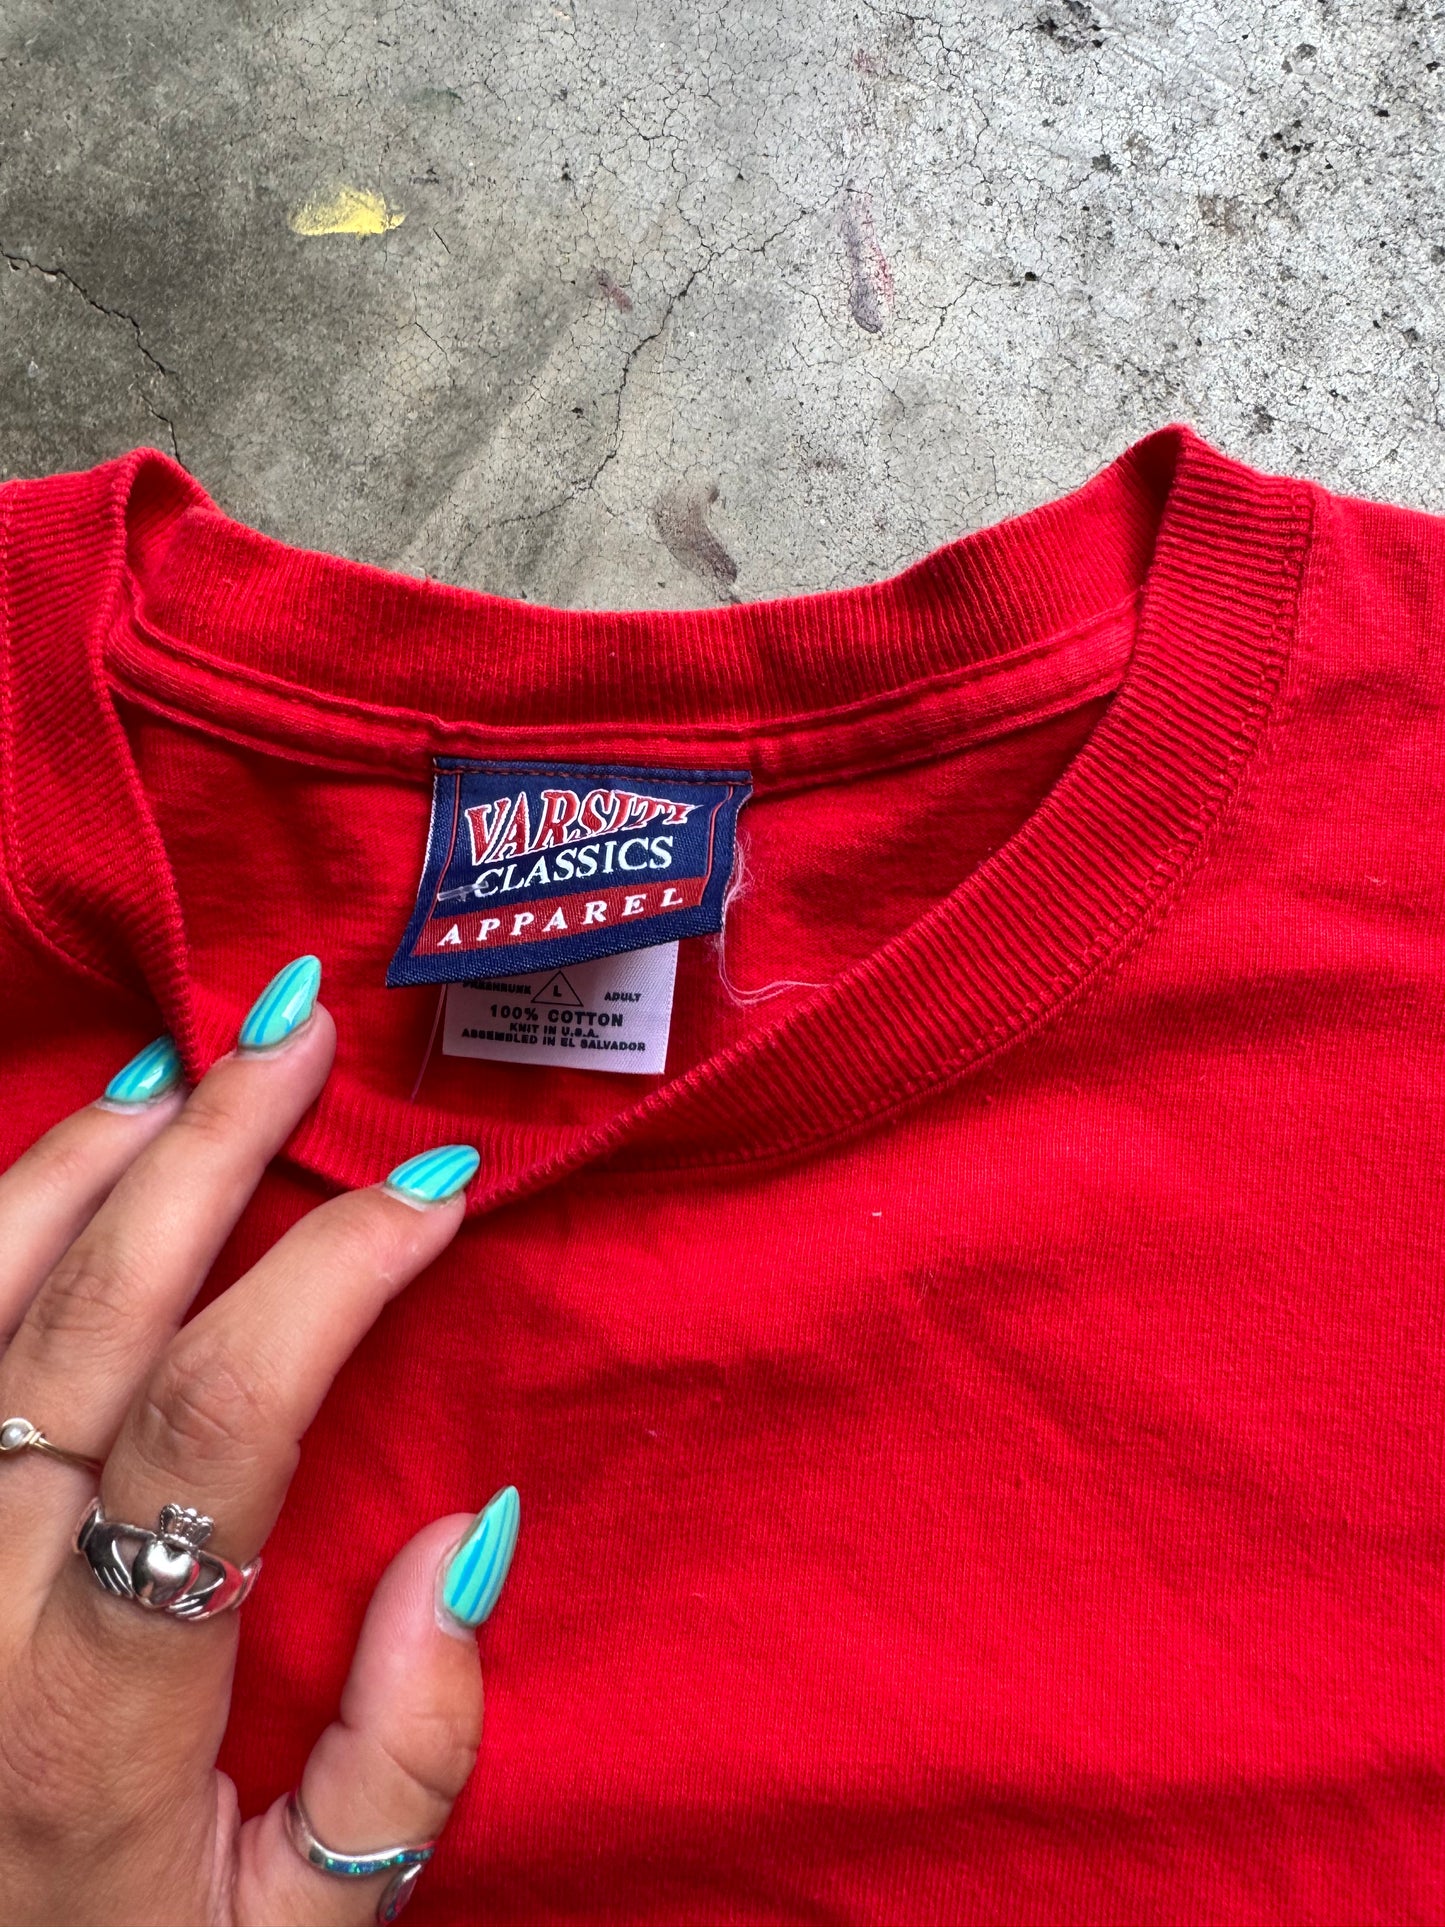 VARSITY
CLASSICS
APPAREL
PRESHRUNK L ADULT
100% COTTON
KNIT IN U.S.A.
ASSEMBLED IN EL SALVADOR